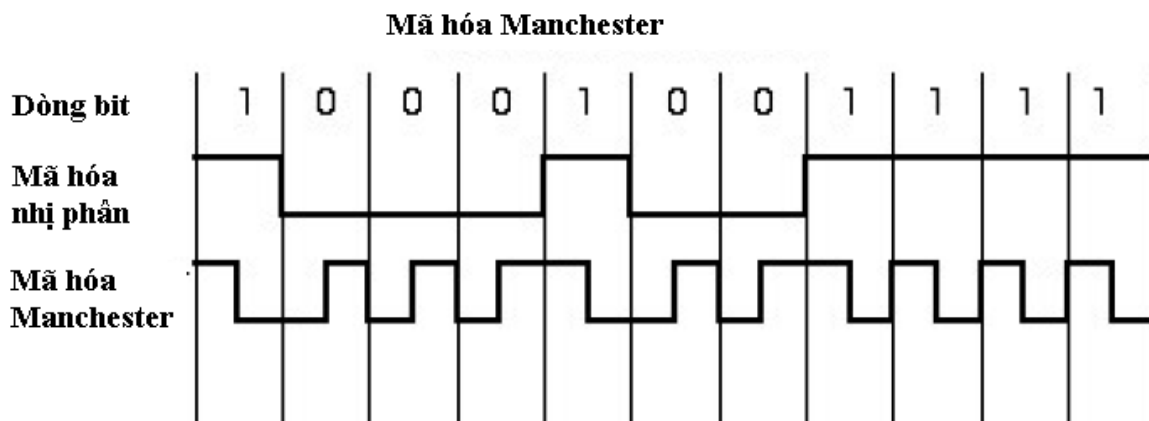 Mã hóa Manchester
Dòng bit 1 0 0 0 1 0 0 1 1 1 1
Mã hóa
nhị phân
Mã hóa
Manchester